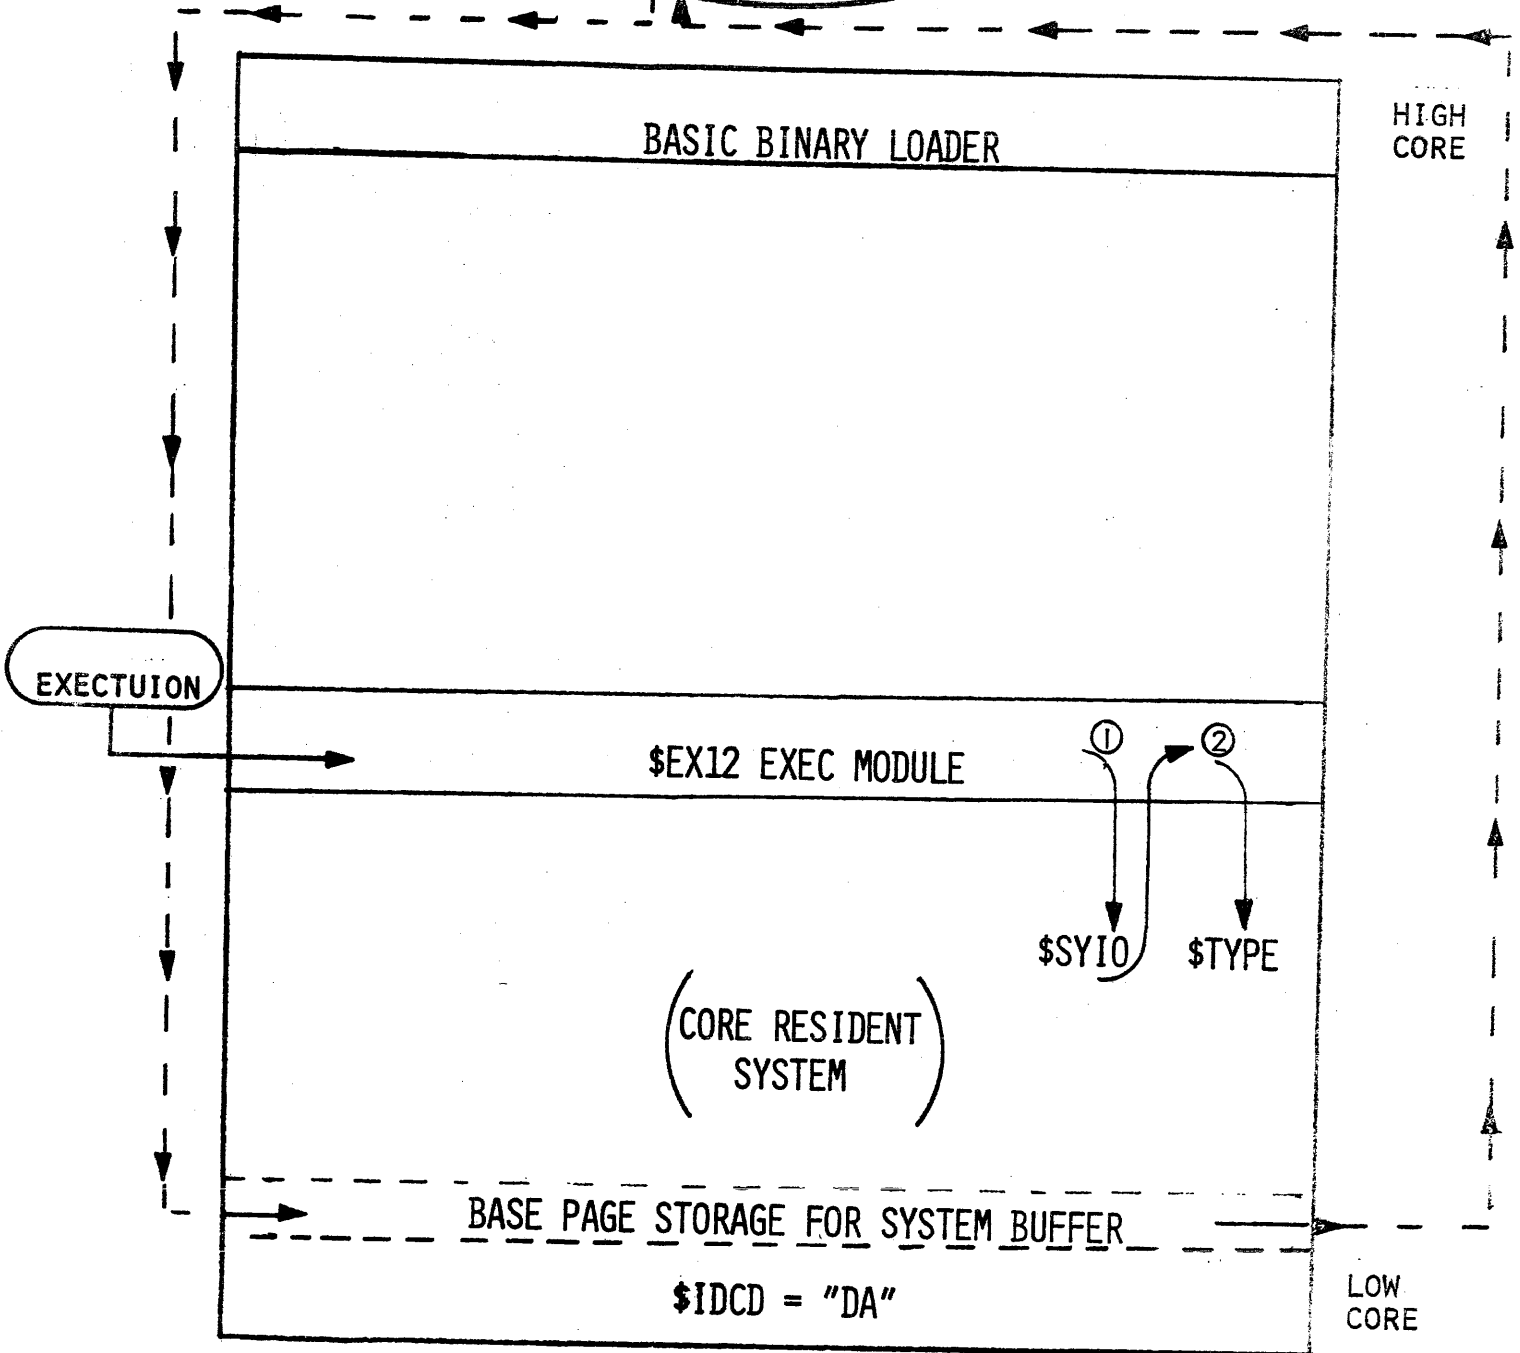 HIGH
CORE
BASIC BINARY LOADER
EXECTUION
$EX12 EXEC MODULE
1
2
$SYIO
$TYPE
CORE RESIDENT
SYSTEM
BASE PAGE STORAGE FOR SYSTEM BUFFER
$IDCD = "DA"
LOW
CORE